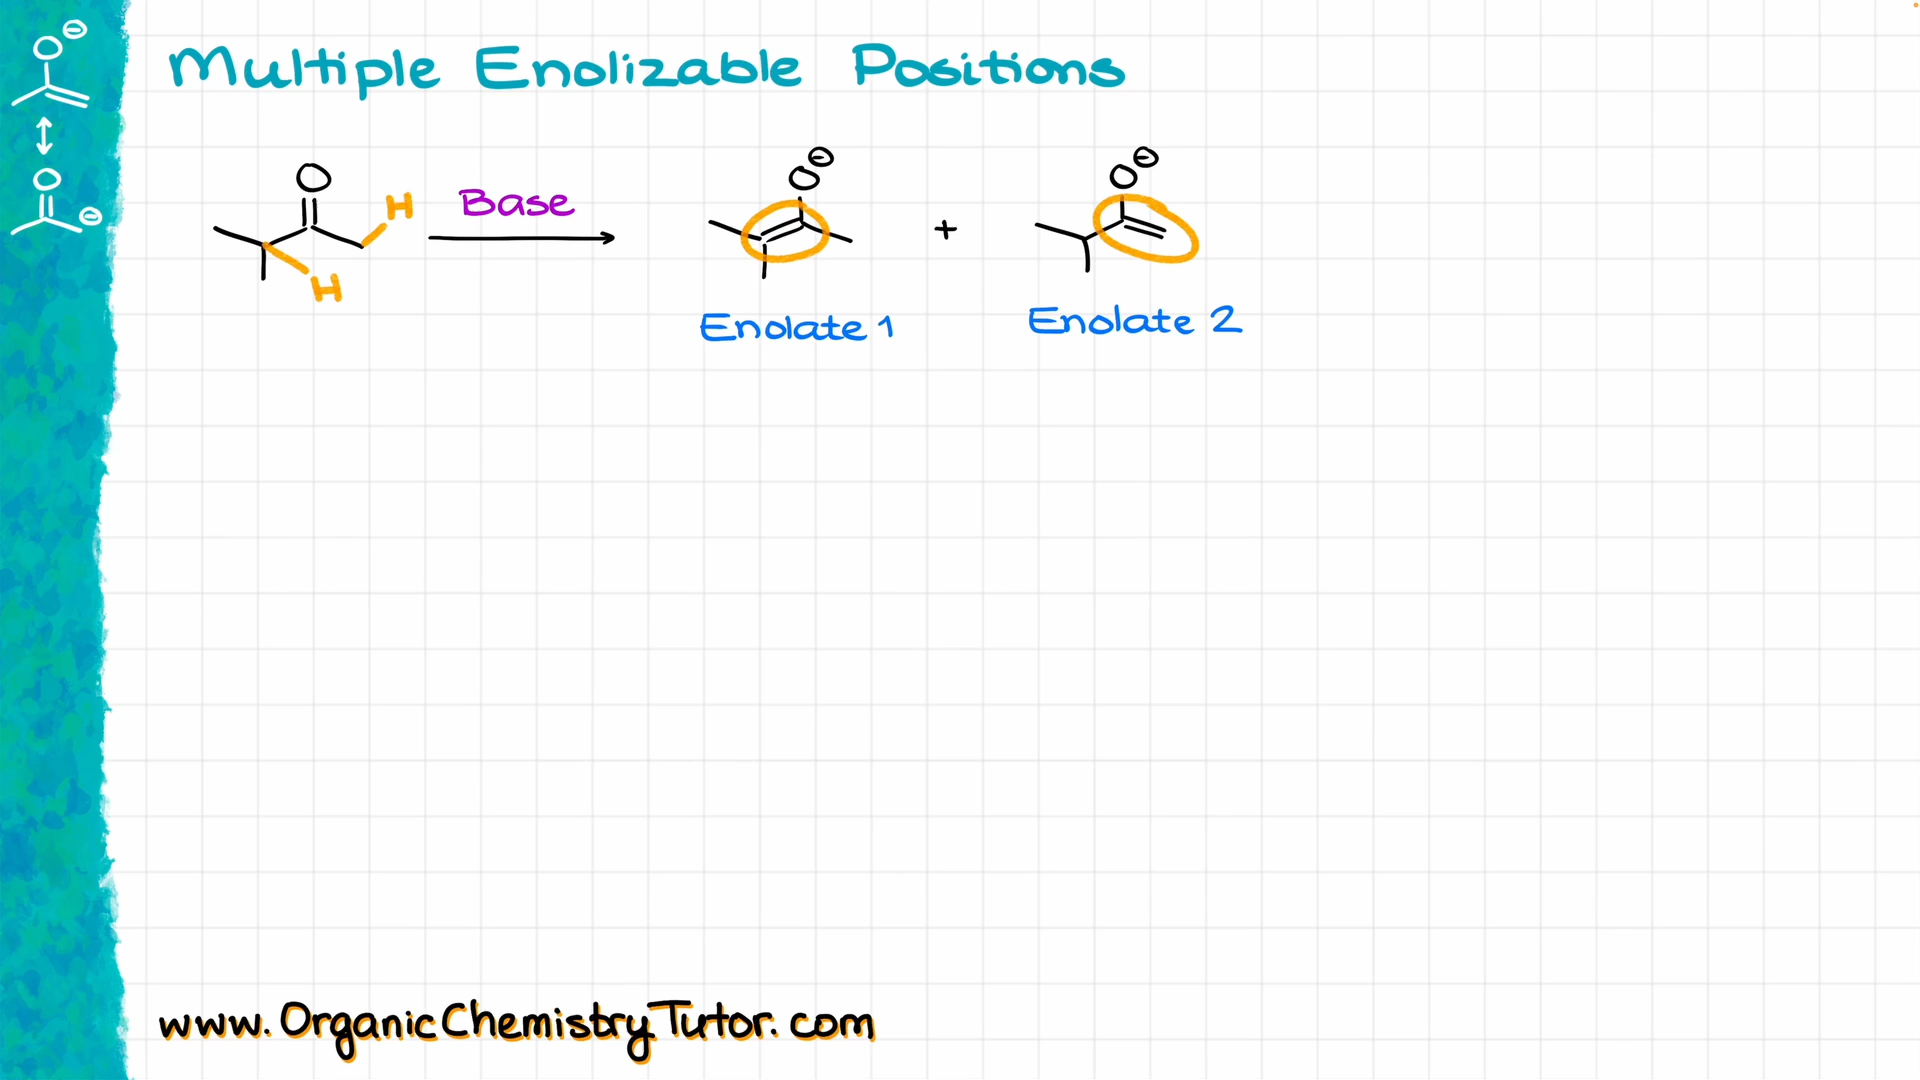 Multiple Enolizable Positions
O
⊖
O
O
⊖
O
H
H
Base
O
⊖
+
O
⊖
Enolate 1
Enolate 2
www.OrganicChemistryTutor.com